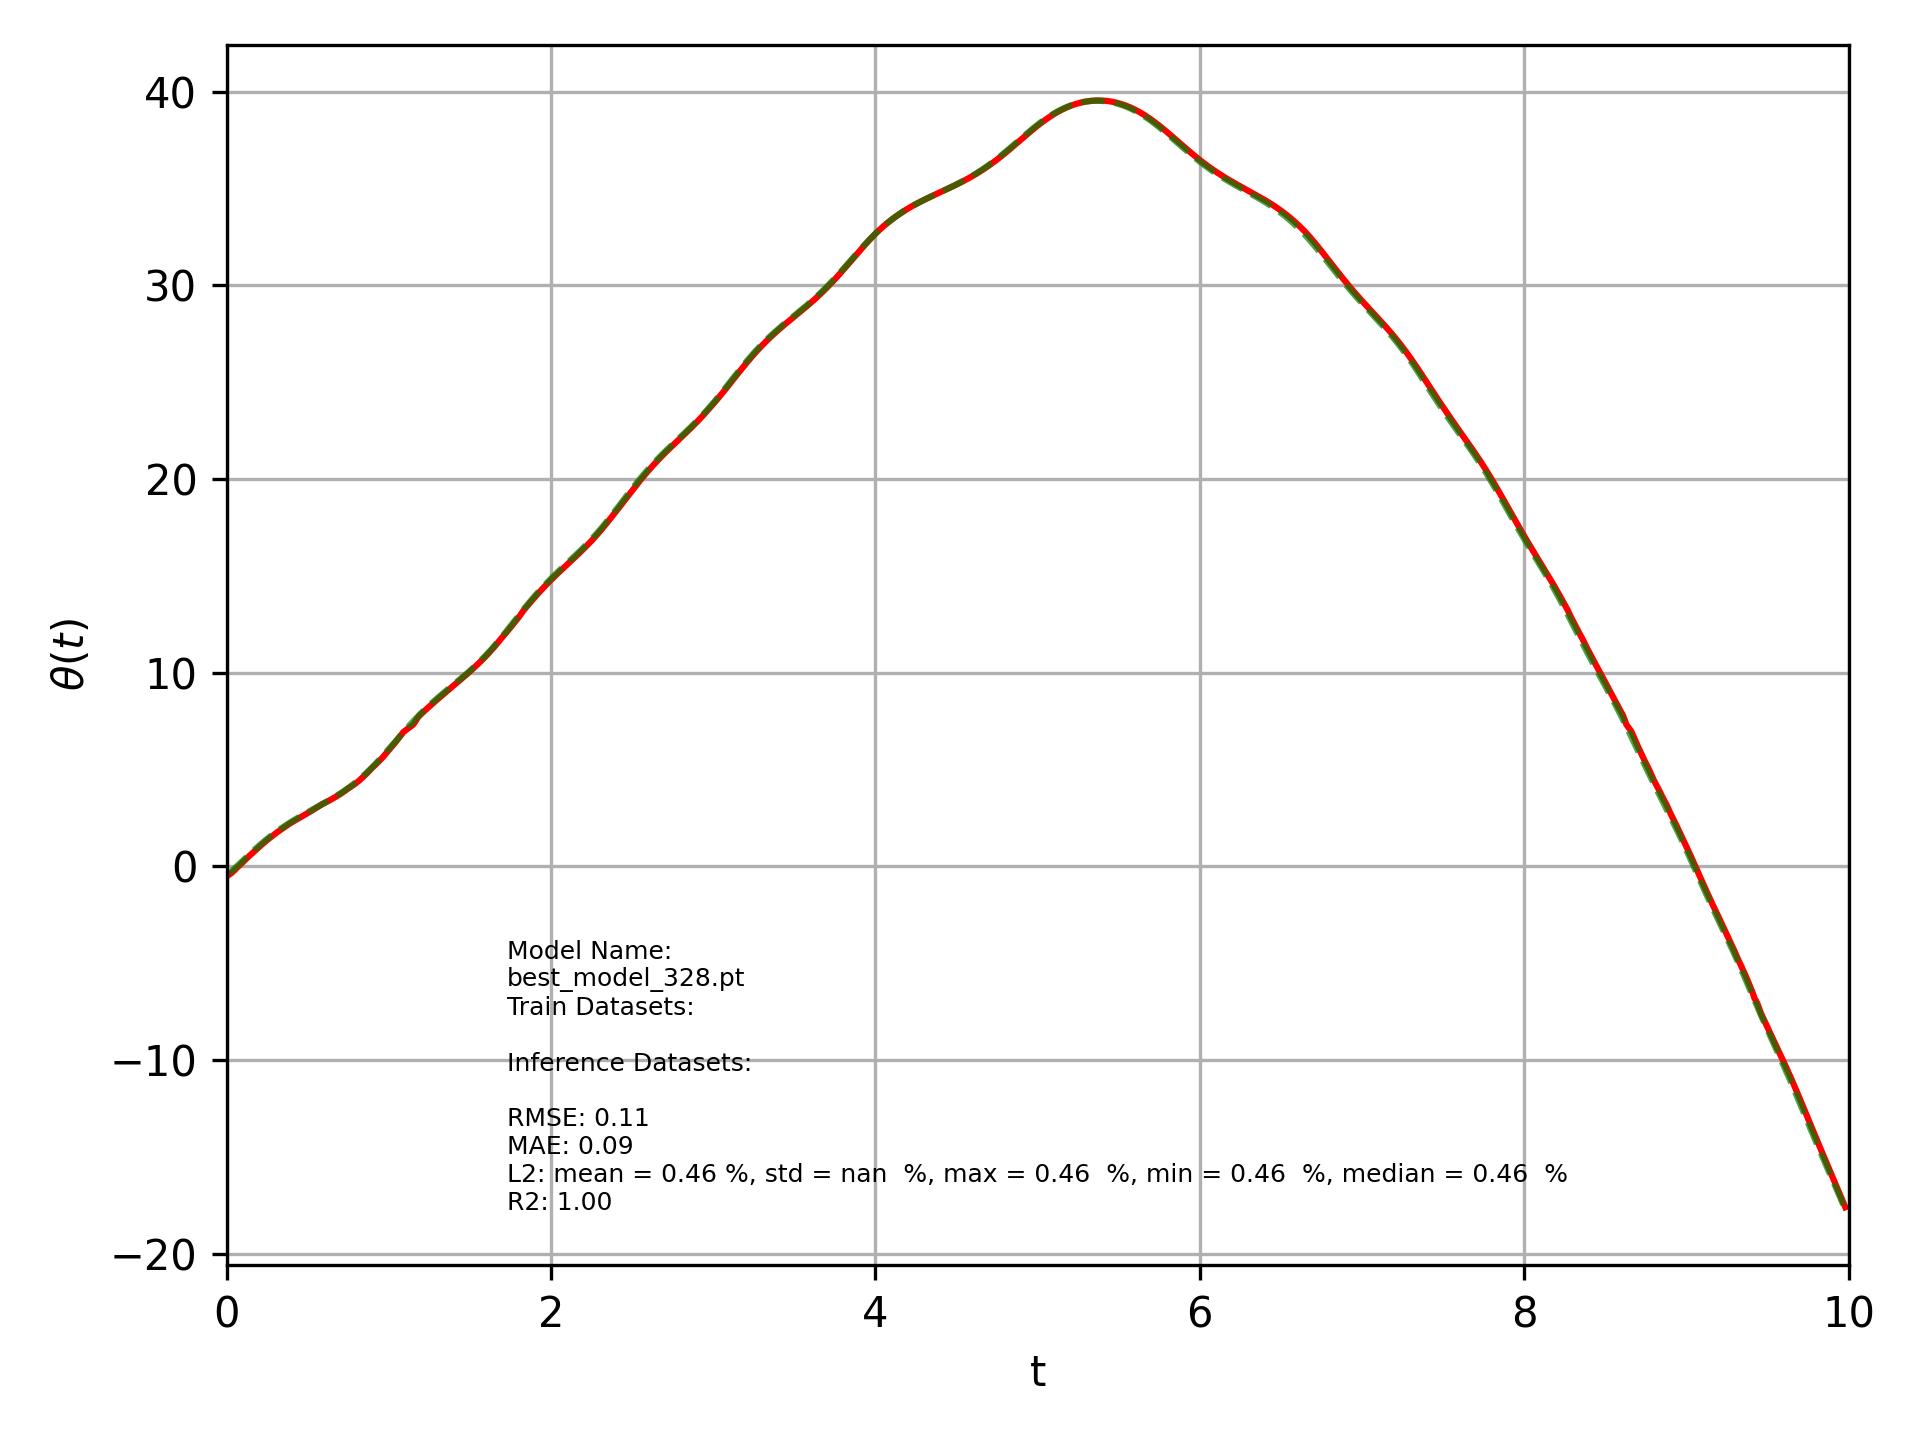 40
30
20
10
0
−10
−20
θ(t)
Model Name:
best_model_328.pt
Train Datasets:
Inference Datasets:
RMSE: 0.11
MAE: 0.09
L2: mean = 0.46 %, std = nan  %, max = 0.46  %, min = 0.46  %, median = 0.46  %
R2: 1.00
0 2 4 6 8 10
t